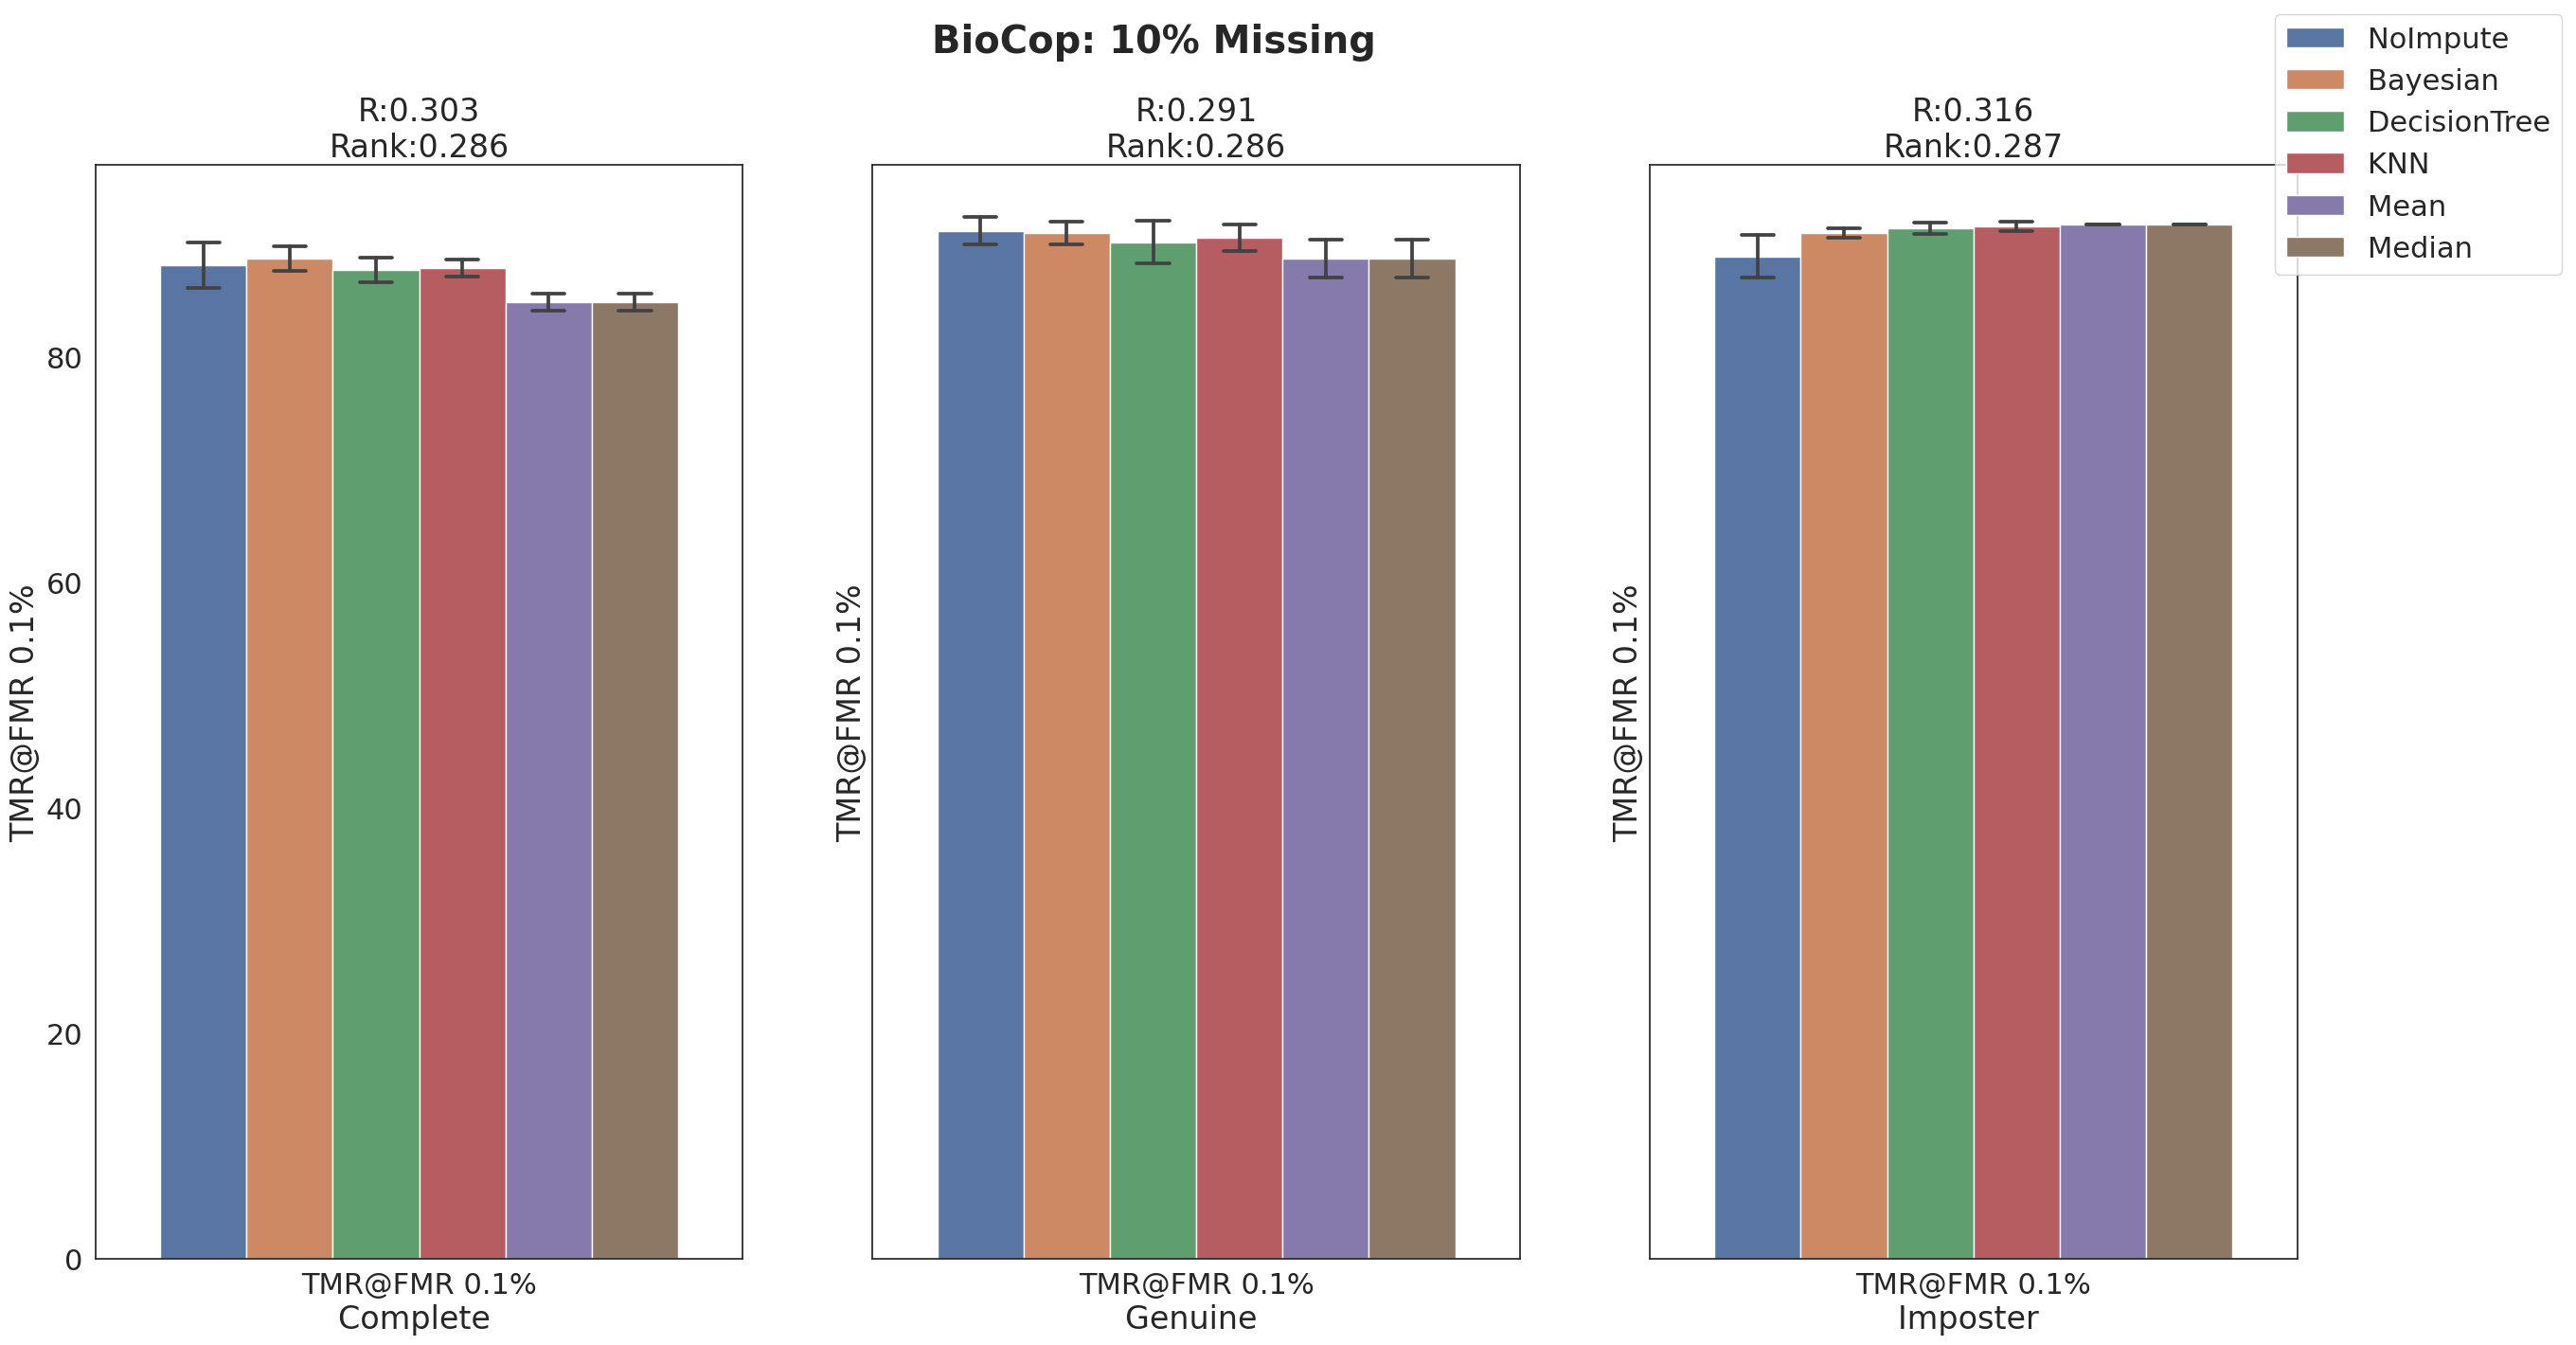 BioCop: 10% Missing
NoImpute
Bayesian
DecisionTree
KNN
Mean
Median
R:0.303
Rank:0.286
80
60
40
20
0
TMR@FMR 0.1%
TMR@FMR 0.1%
Complete
R:0.291
Rank:0.286
TMR@FMR 0.1%
TMR@FMR 0.1%
Genuine
R:0.316
Rank:0.287
TMR@FMR 0.1%
TMR@FMR 0.1%
Imposter